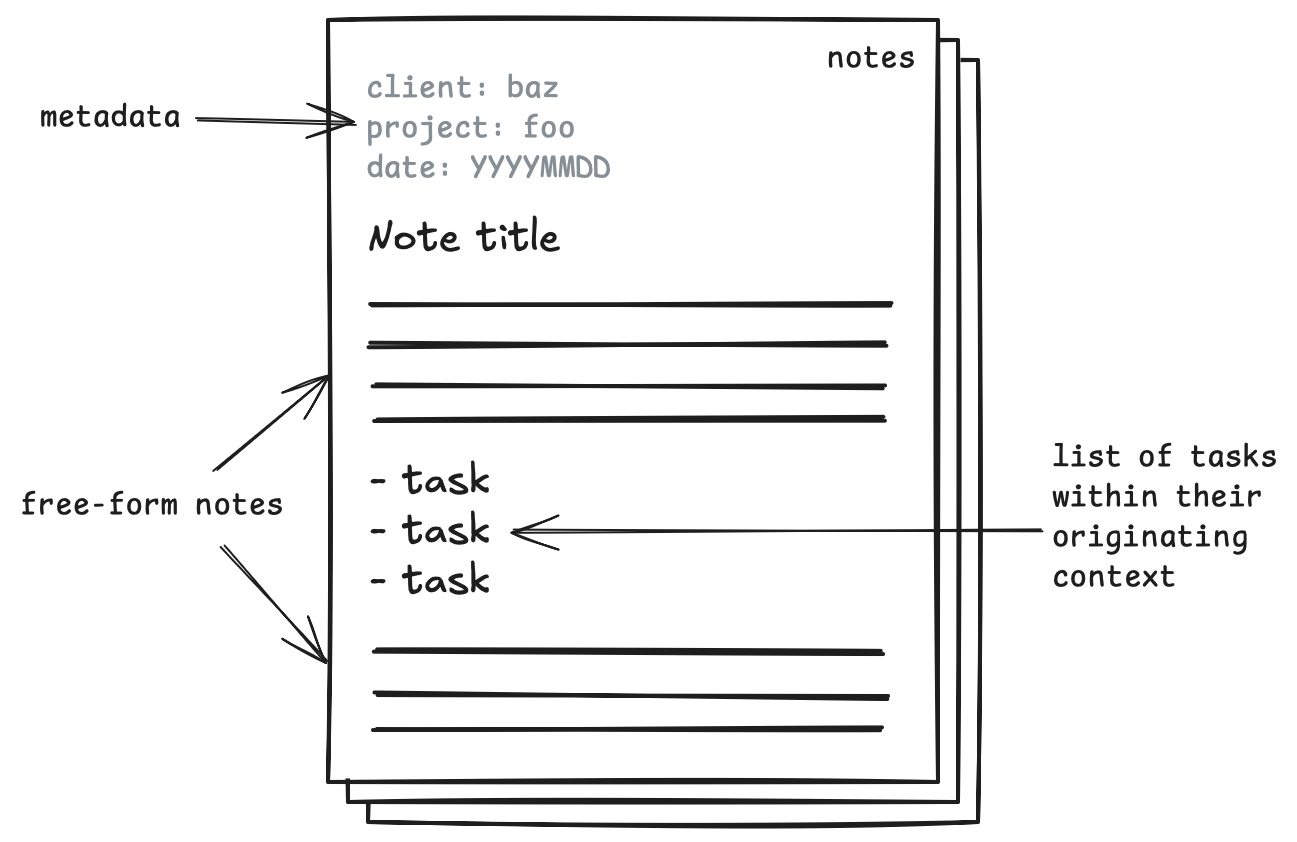 notes
client: baz
metadata
project: foo
date: YYYYMMDD
Note title
free-form notes
- task
- task
- task
list of tasks
within their
originating
context